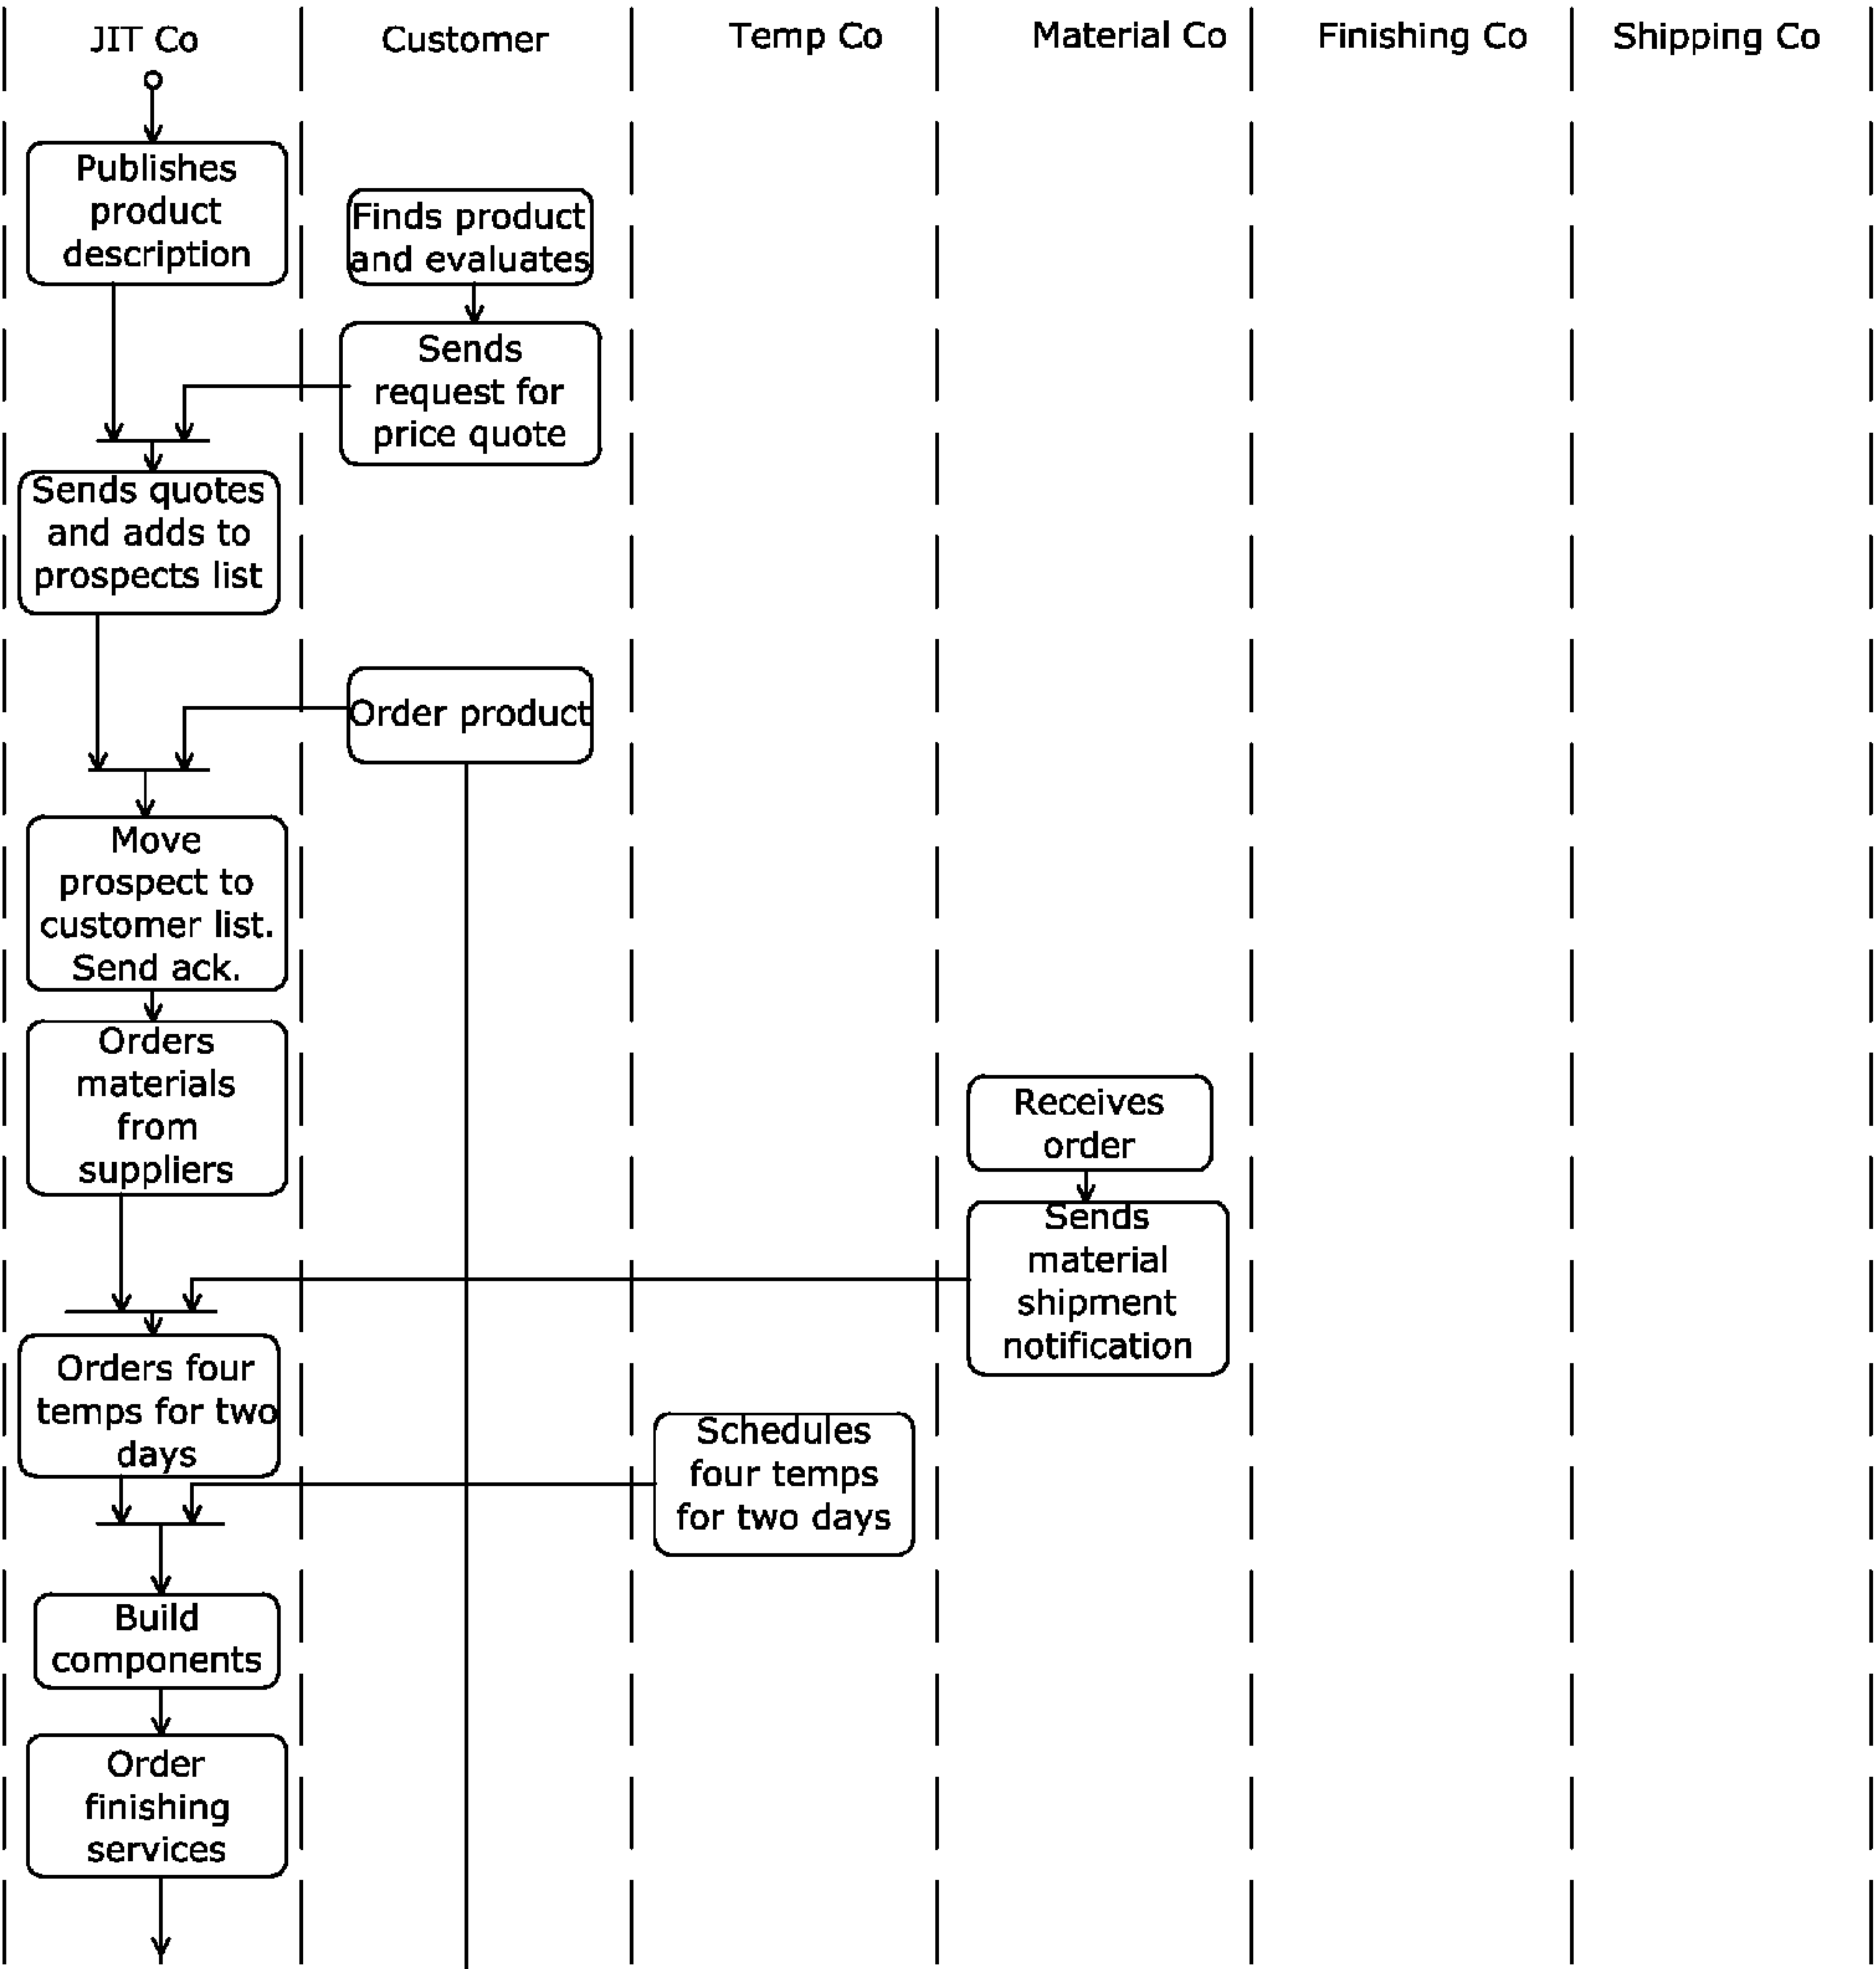 JIT Co
Customer
Temp Co
Material Co
Finishing Co
Shipping Co
Publishes
product
description
Finds product
and evaluates
Sends
request for
price quote
Sends quotes
and adds to
prospects list
Order product
Move
prospect to
customer list.
Send ack.
Orders
materials
from
suppliers
Receives
order
Sends
material
shipment
notification
Orders four
temps for two
days
Schedules
four temps
for two days
Build
components
Order
finishing
services